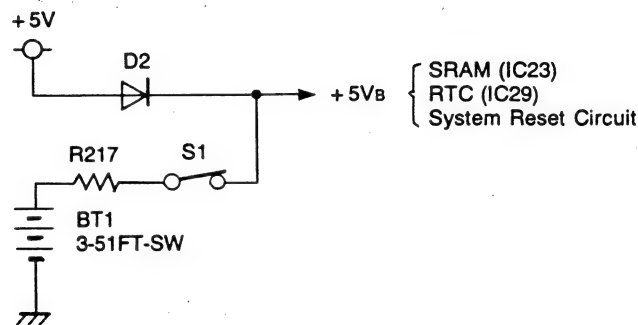 +5V
D2
+5VB
SRAM (IC23)
RTC (IC29)
System Reset Circuit
R217
S1
BT1
3-51FT-SW